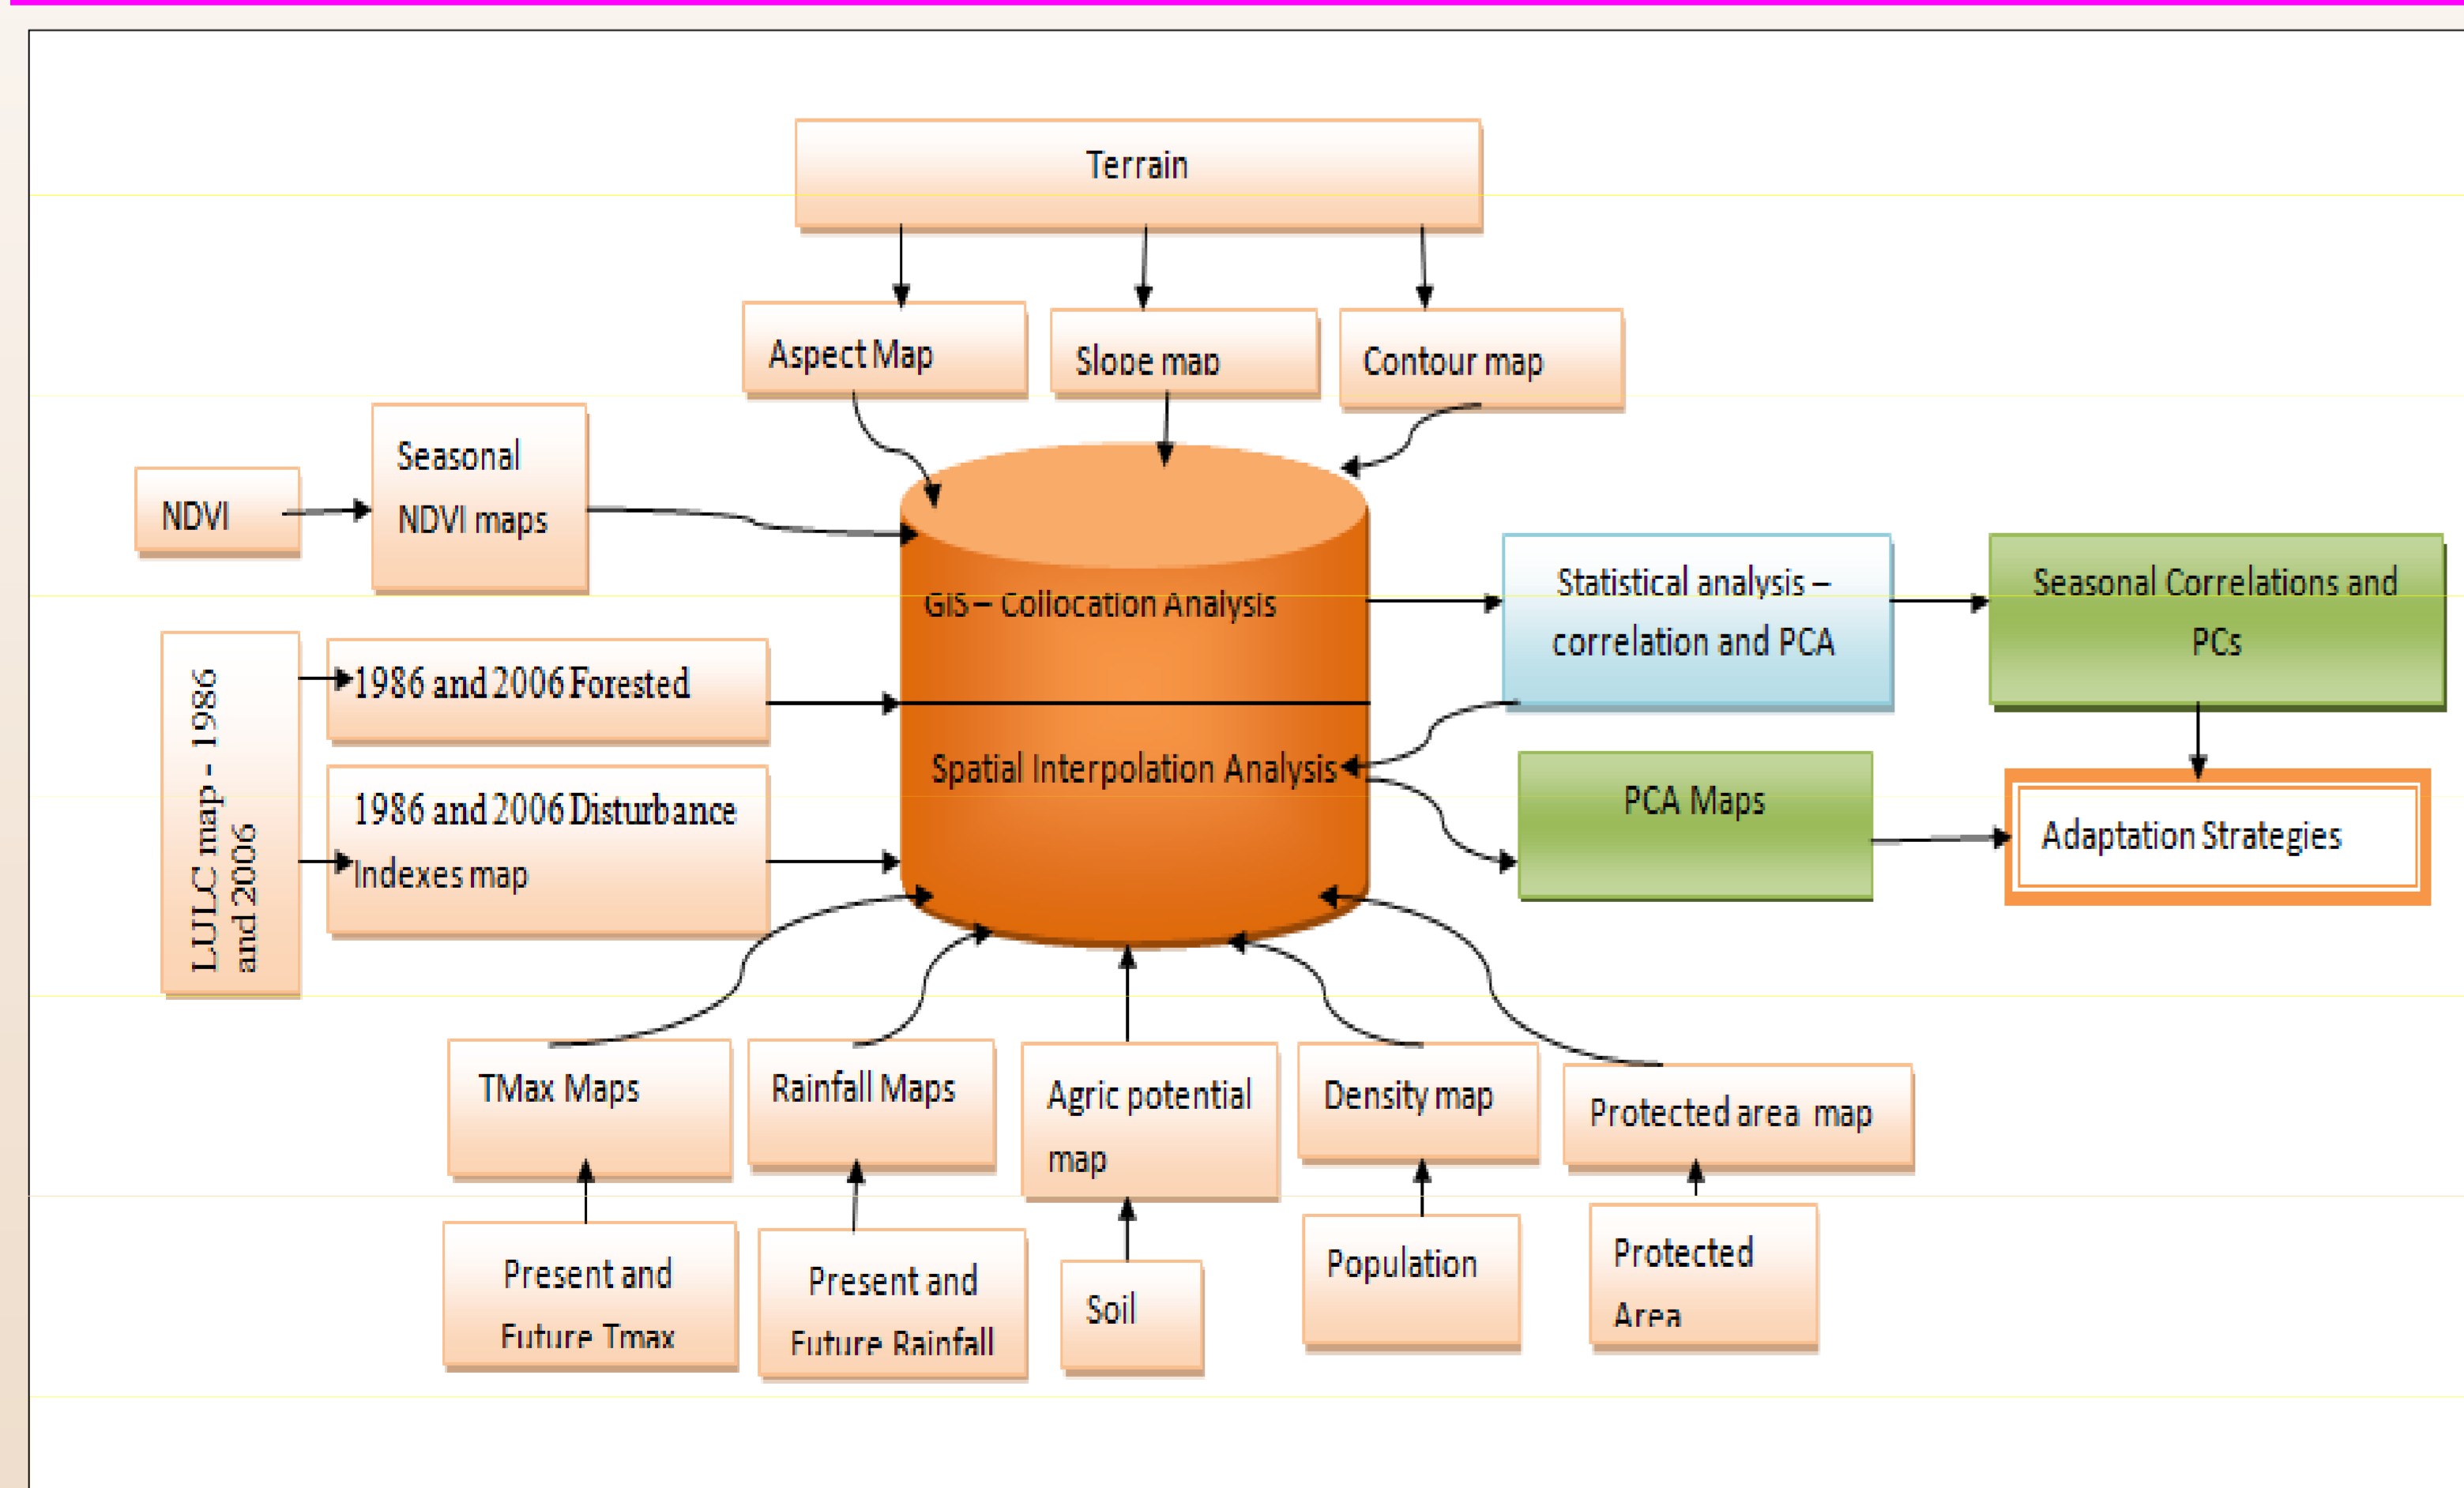 Terrain
Aspect Map
Slope map
Contour map
NDVI
Seasonal
NDVI maps
LULC map - 1986
and 2006
1986 and 2006 Forested
1986 and 2006 Disturbance
Indexes map
GIS – Collocation Analysis
Spatial Interpolation Analysis
Statistical analysis –
correlation and PCA
Seasonal Correlations and
PCs
PCA Maps
Adaptation Strategies
TMax Maps
Rainfall Maps
Agric potential
map
Density map
Protected area map
Present and
Future Tmax
Present and
Future Rainfall
Soil
Population
Protected
Area